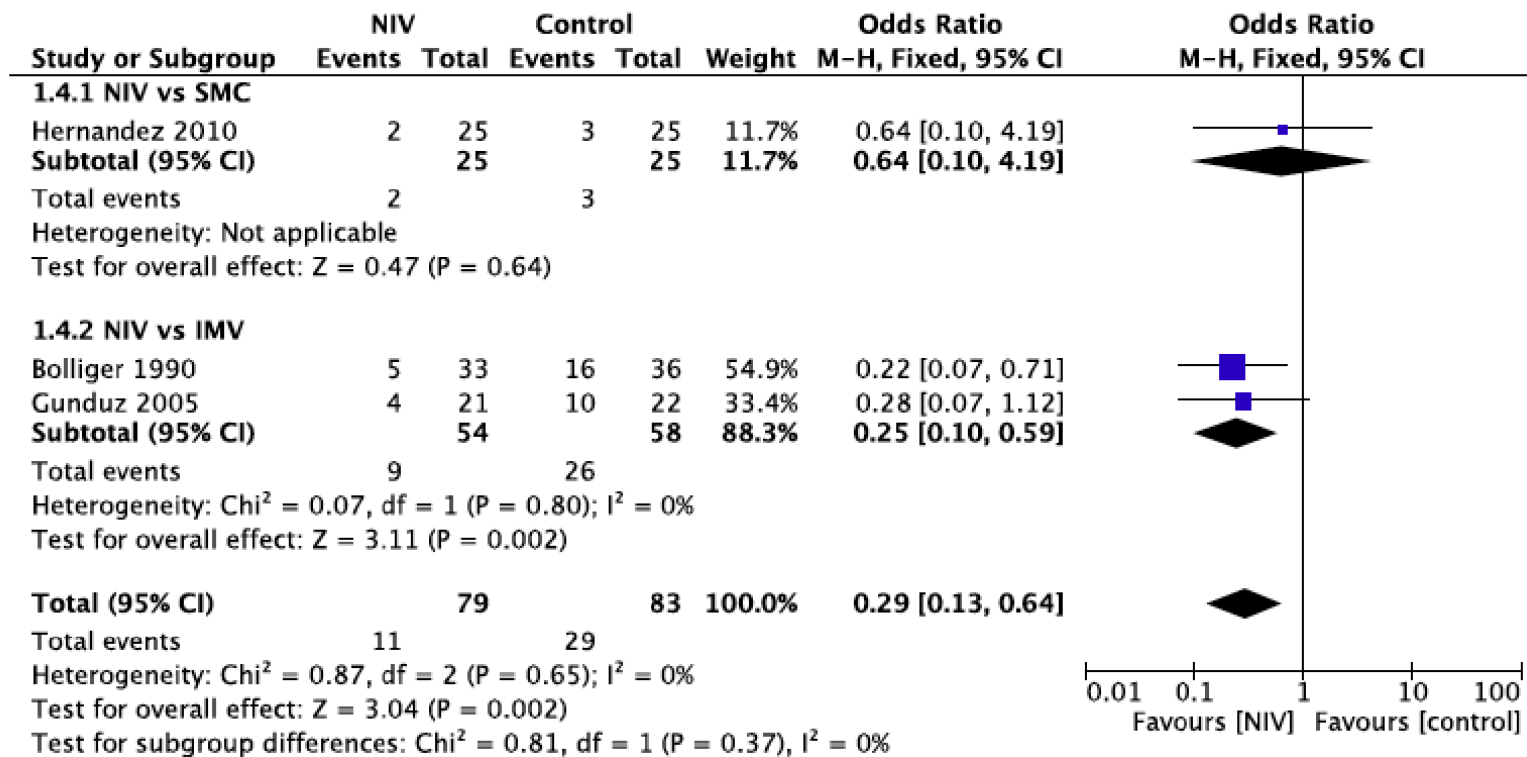 NIV Control Odds Ratio Odds Ratio
Study or Subgroup Events Total Events Total Weight M-H, Fixed, 95% CI M-H, Fixed, 95% CI
1.4.1 NIV vs SMC
Hernandez 2010 2 25 3 25 11.7% 0.64 [0.10, 4.19]
Subtotal (95% CI) 25 25 11.7% 0.64 [0.10, 4.19]
Total events 2 3
Heterogeneity: Not applicable
Test for overall effect: Z = 0.47 (P = 0.64)
1.4.2 NIV vs IMV
Bolliger 1990 5 33 16 36 54.9% 0.22 [0.07, 0.71]
Gunduz 2005 4 21 10 22 33.4% 0.28 [0.07, 1.12]
Subtotal (95% CI) 54 58 88.3% 0.25 [0.10, 0.59]
Total events 9 26
Heterogeneity: Chi² = 0.07, df = 1 (P = 0.80); I² = 0%
Test for overall effect: Z = 3.11 (P = 0.002)
Total (95% CI) 79 83 100.0% 0.29 [0.13, 0.64]
Total events 11 29
Heterogeneity: Chi² = 0.87, df = 2 (P = 0.65); I² = 0%
Test for overall effect: Z = 3.04 (P = 0.002)
Test for subgroup differences: Chi² = 0.81, df = 1 (P = 0.37), I² = 0%
0.01 0.1 1 10 100
Favours [NIV] Favours [control]